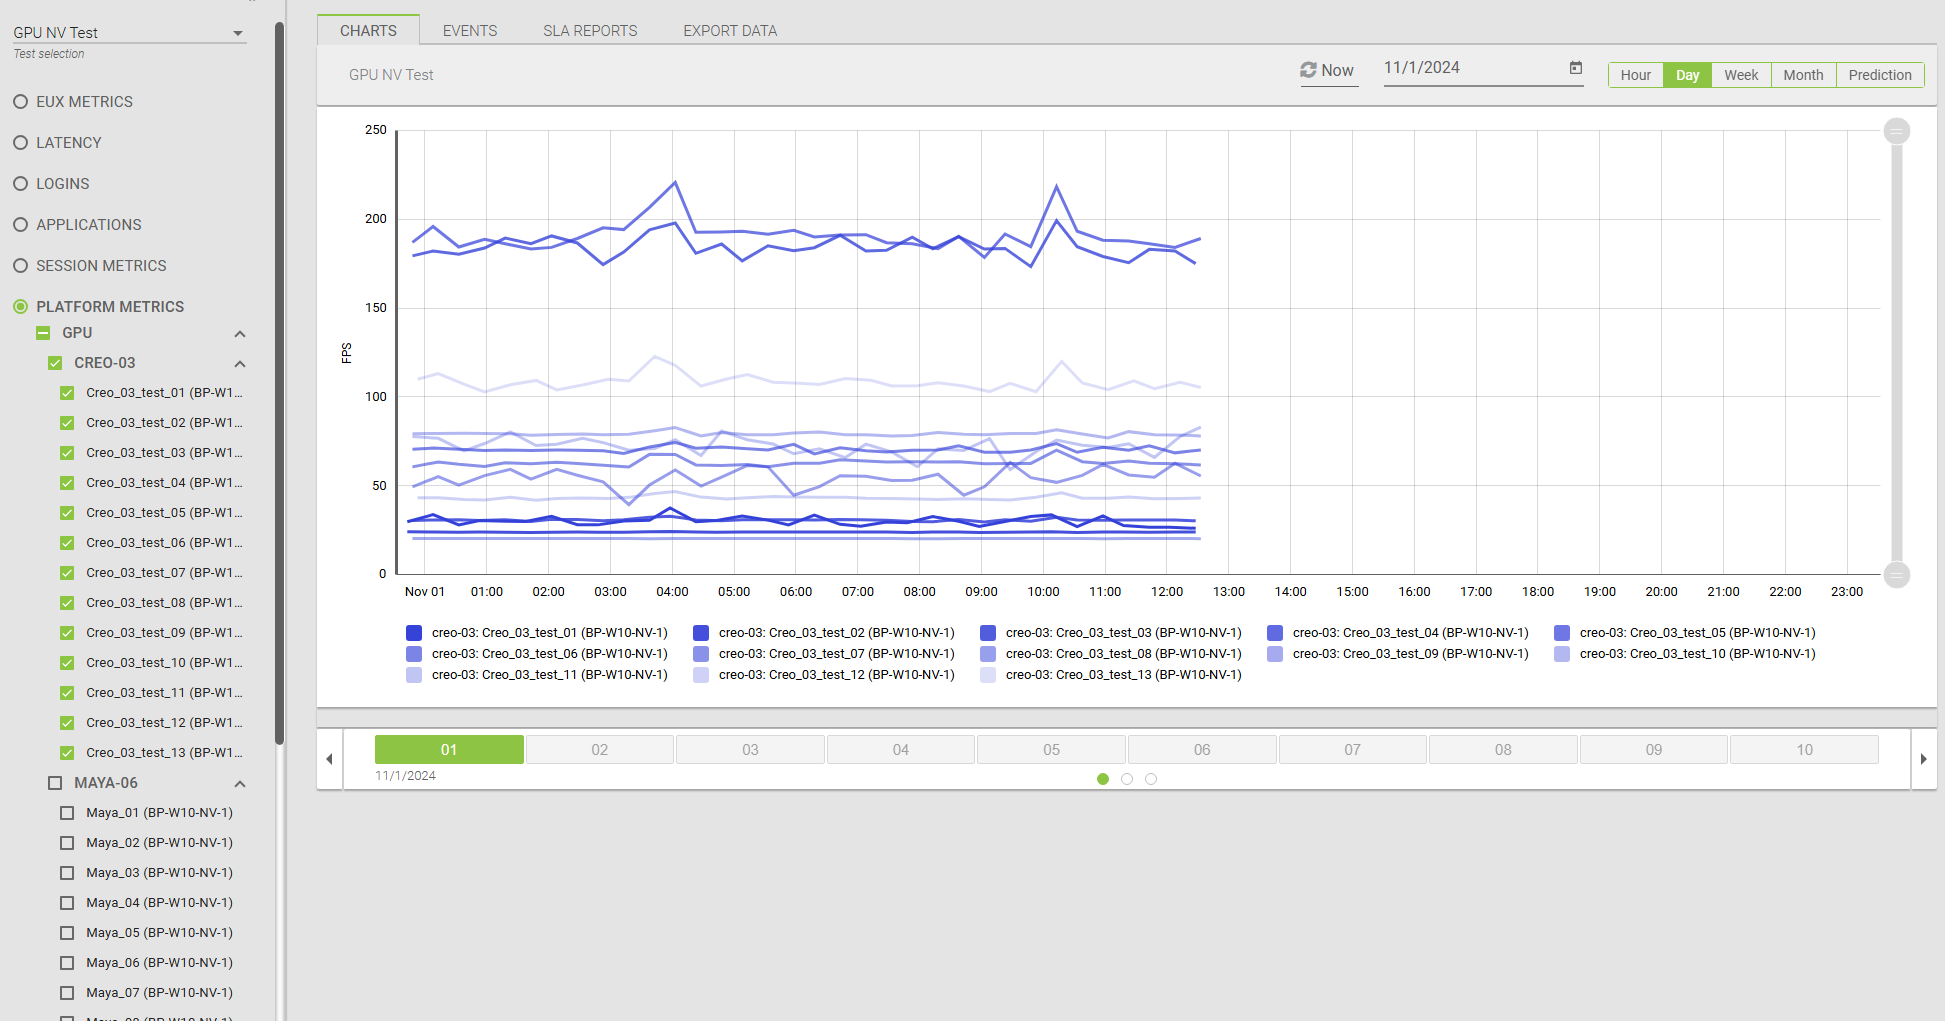 GPU NV Test
Test selection
EUX METRICS
LATENCY
LOGINS
APPLICATIONS
SESSION METRICS
PLATFORM METRICS
GPU
CREO-03
Creo_03_test_01 (BP-W1...
Creo_03_test_02 (BP-W1...
Creo_03_test_03 (BP-W1...
Creo_03_test_04 (BP-W1...
Creo_03_test_05 (BP-W1...
Creo_03_test_06 (BP-W1...
Creo_03_test_07 (BP-W1...
Creo_03_test_08 (BP-W1...
Creo_03_test_09 (BP-W1...
Creo_03_test_10 (BP-W1...
Creo_03_test_11 (BP-W1...
Creo_03_test_12 (BP-W1...
Creo_03_test_13 (BP-W1...
MAYA-06
Maya_01 (BP-W10-NV-1)
Maya_02 (BP-W10-NV-1)
Maya_03 (BP-W10-NV-1)
Maya_04 (BP-W10-NV-1)
Maya_05 (BP-W10-NV-1)
Maya_06 (BP-W10-NV-1)
Maya_07 (BP-W10-NV-1)
CHARTS EVENTS SLA REPORTS EXPORT DATA
GPU NV Test Now 11/1/2024 Hour Day Week Month Prediction
250
200
150
FPS
100
50
0
Nov 01 01:00 02:00 03:00 04:00 05:00 06:00 07:00 08:00 09:00 10:00 11:00 12:00 13:00 14:00 15:00 16:00 17:00 18:00 19:00 20:00 21:00 22:00 23:00
creo-03: Creo_03_test_01 (BP-W10-NV-1) creo-03: Creo_03_test_02 (BP-W10-NV-1) creo-03: Creo_03_test_03 (BP-W10-NV-1) creo-03: Creo_03_test_04 (BP-W10-NV-1) creo-03: Creo_03_test_05 (BP-W10-NV-1)
creo-03: Creo_03_test_06 (BP-W10-NV-1) creo-03: Creo_03_test_07 (BP-W10-NV-1) creo-03: Creo_03_test_08 (BP-W10-NV-1) creo-03: Creo_03_test_09 (BP-W10-NV-1) creo-03: Creo_03_test_10 (BP-W10-NV-1)
creo-03: Creo_03_test_11 (BP-W10-NV-1) creo-03: Creo_03_test_12 (BP-W10-NV-1) creo-03: Creo_03_test_13 (BP-W10-NV-1)
01 02 03 04 05 06 07 08 09 10
11/1/2024